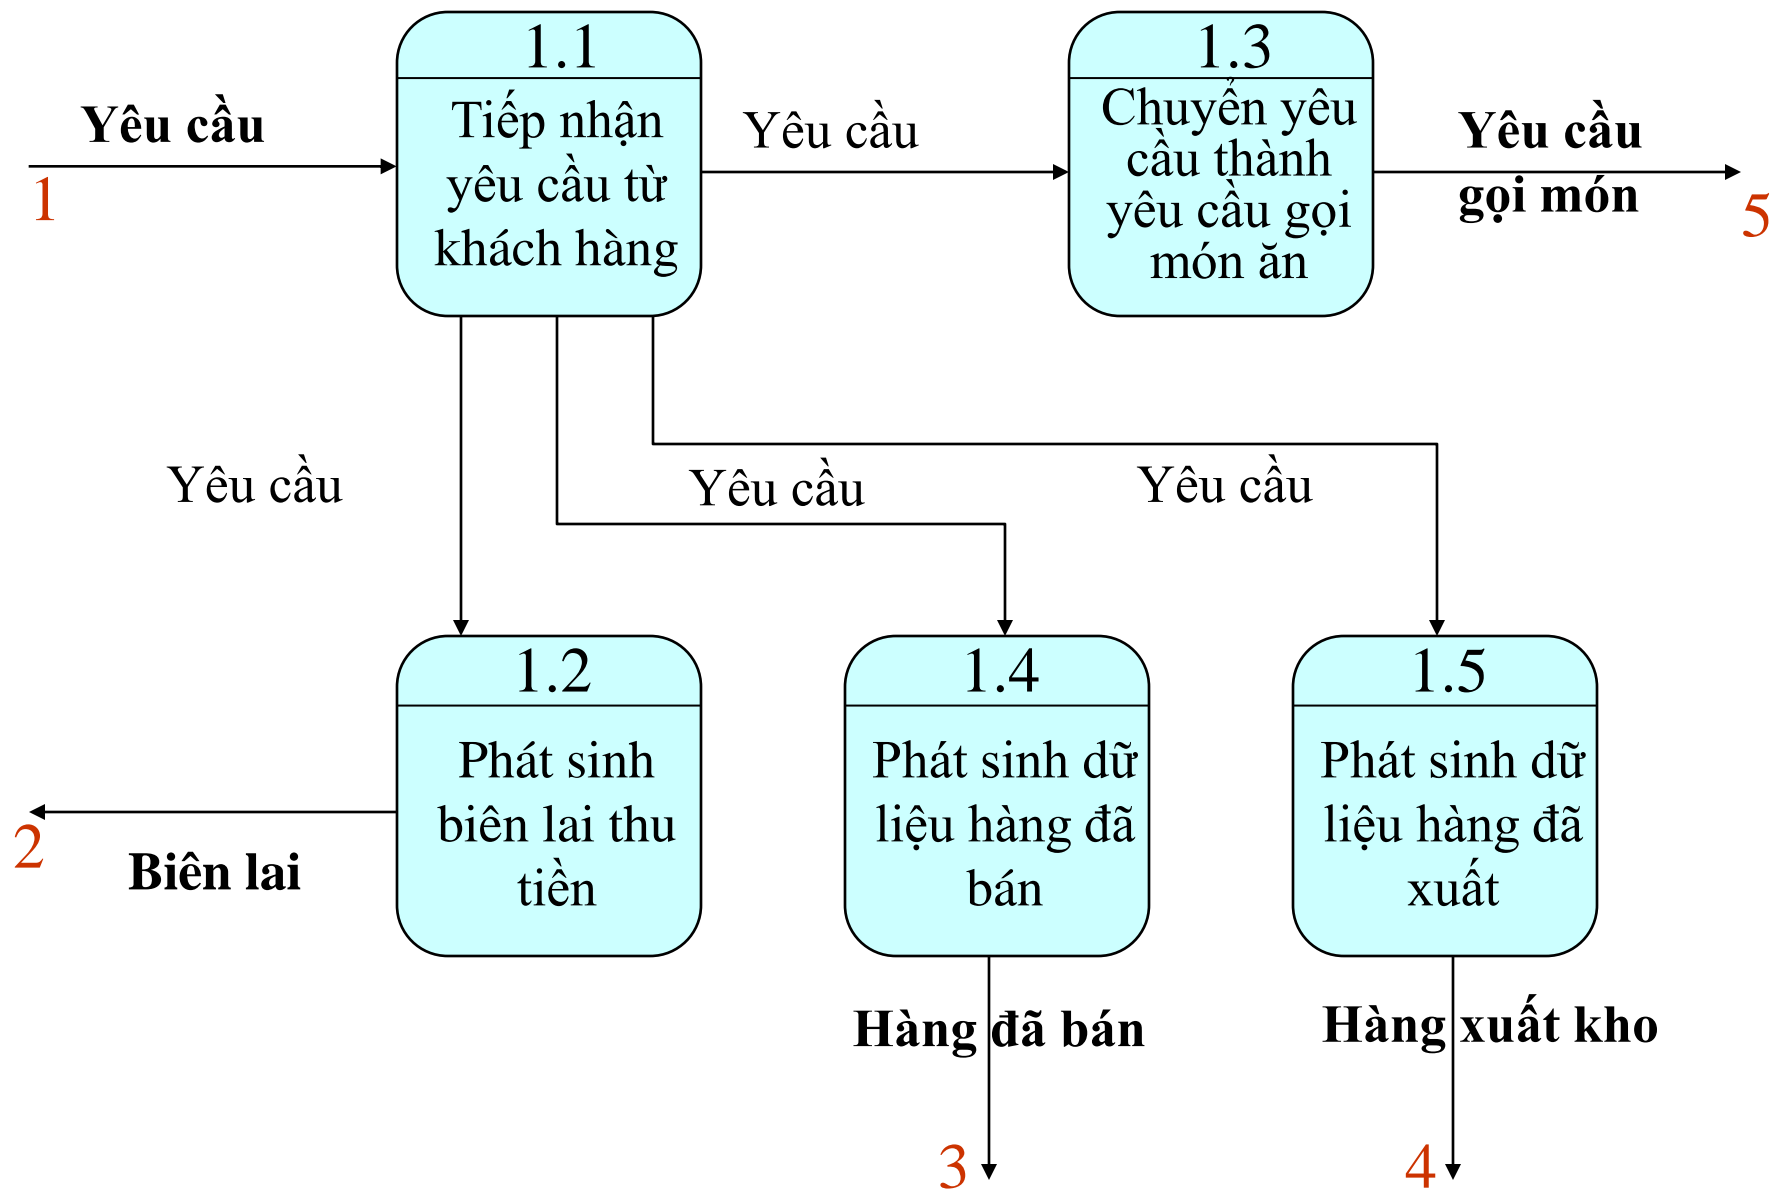 1.1
Tiếp nhận
yêu cầu từ
khách hàng
1.3
Chuyển yêu
cầu thành
yêu cầu gọi
món ăn
Yêu cầu
1
Yêu cầu
Yêu cầu
gọi món
5
Yêu cầu
Yêu cầu
Yêu cầu
1.2
Phát sinh
biên lai thu
tiền
1.4
Phát sinh dữ
liệu hàng đã
bán
1.5
Phát sinh dữ
liệu hàng đã
xuất
2
Biên lai
Hàng đã bán
Hàng xuất kho
3
4